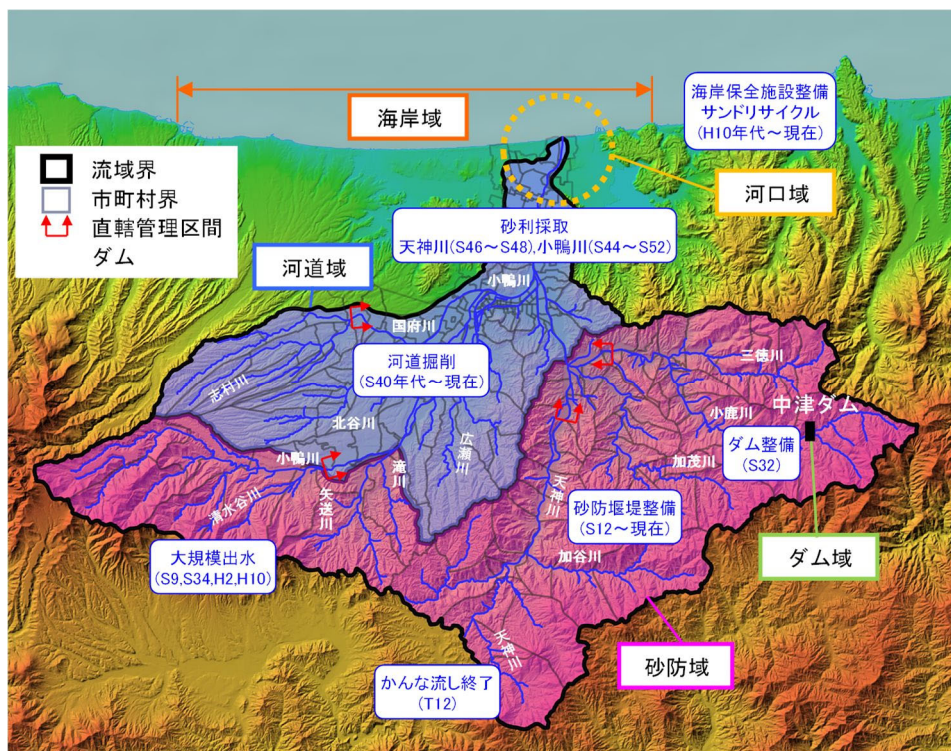 海岸域
海岸保全施設整備
サンドリサイクル
(H10年代～現在)
流域界
市町村界
直轄管理区間
ダム
河口域
砂利採取
天神川(S46～S48),小鴨川(S44～S52)
河道域
小鴨川
国府川
河道掘削
(S40年代～現在)
三徳川
志村川
中津ダム
小鹿川
北谷川
広瀬川
ダム整備
(S32)
小鴨川
滝川
加茂川
清水谷川
矢送川
天神川
砂防堰堤整備
(S12～現在)
大規模出水
(S9,S34,H2,H10)
加谷川
ダム域
天神川
砂防域
かんな流し終了
(T12)